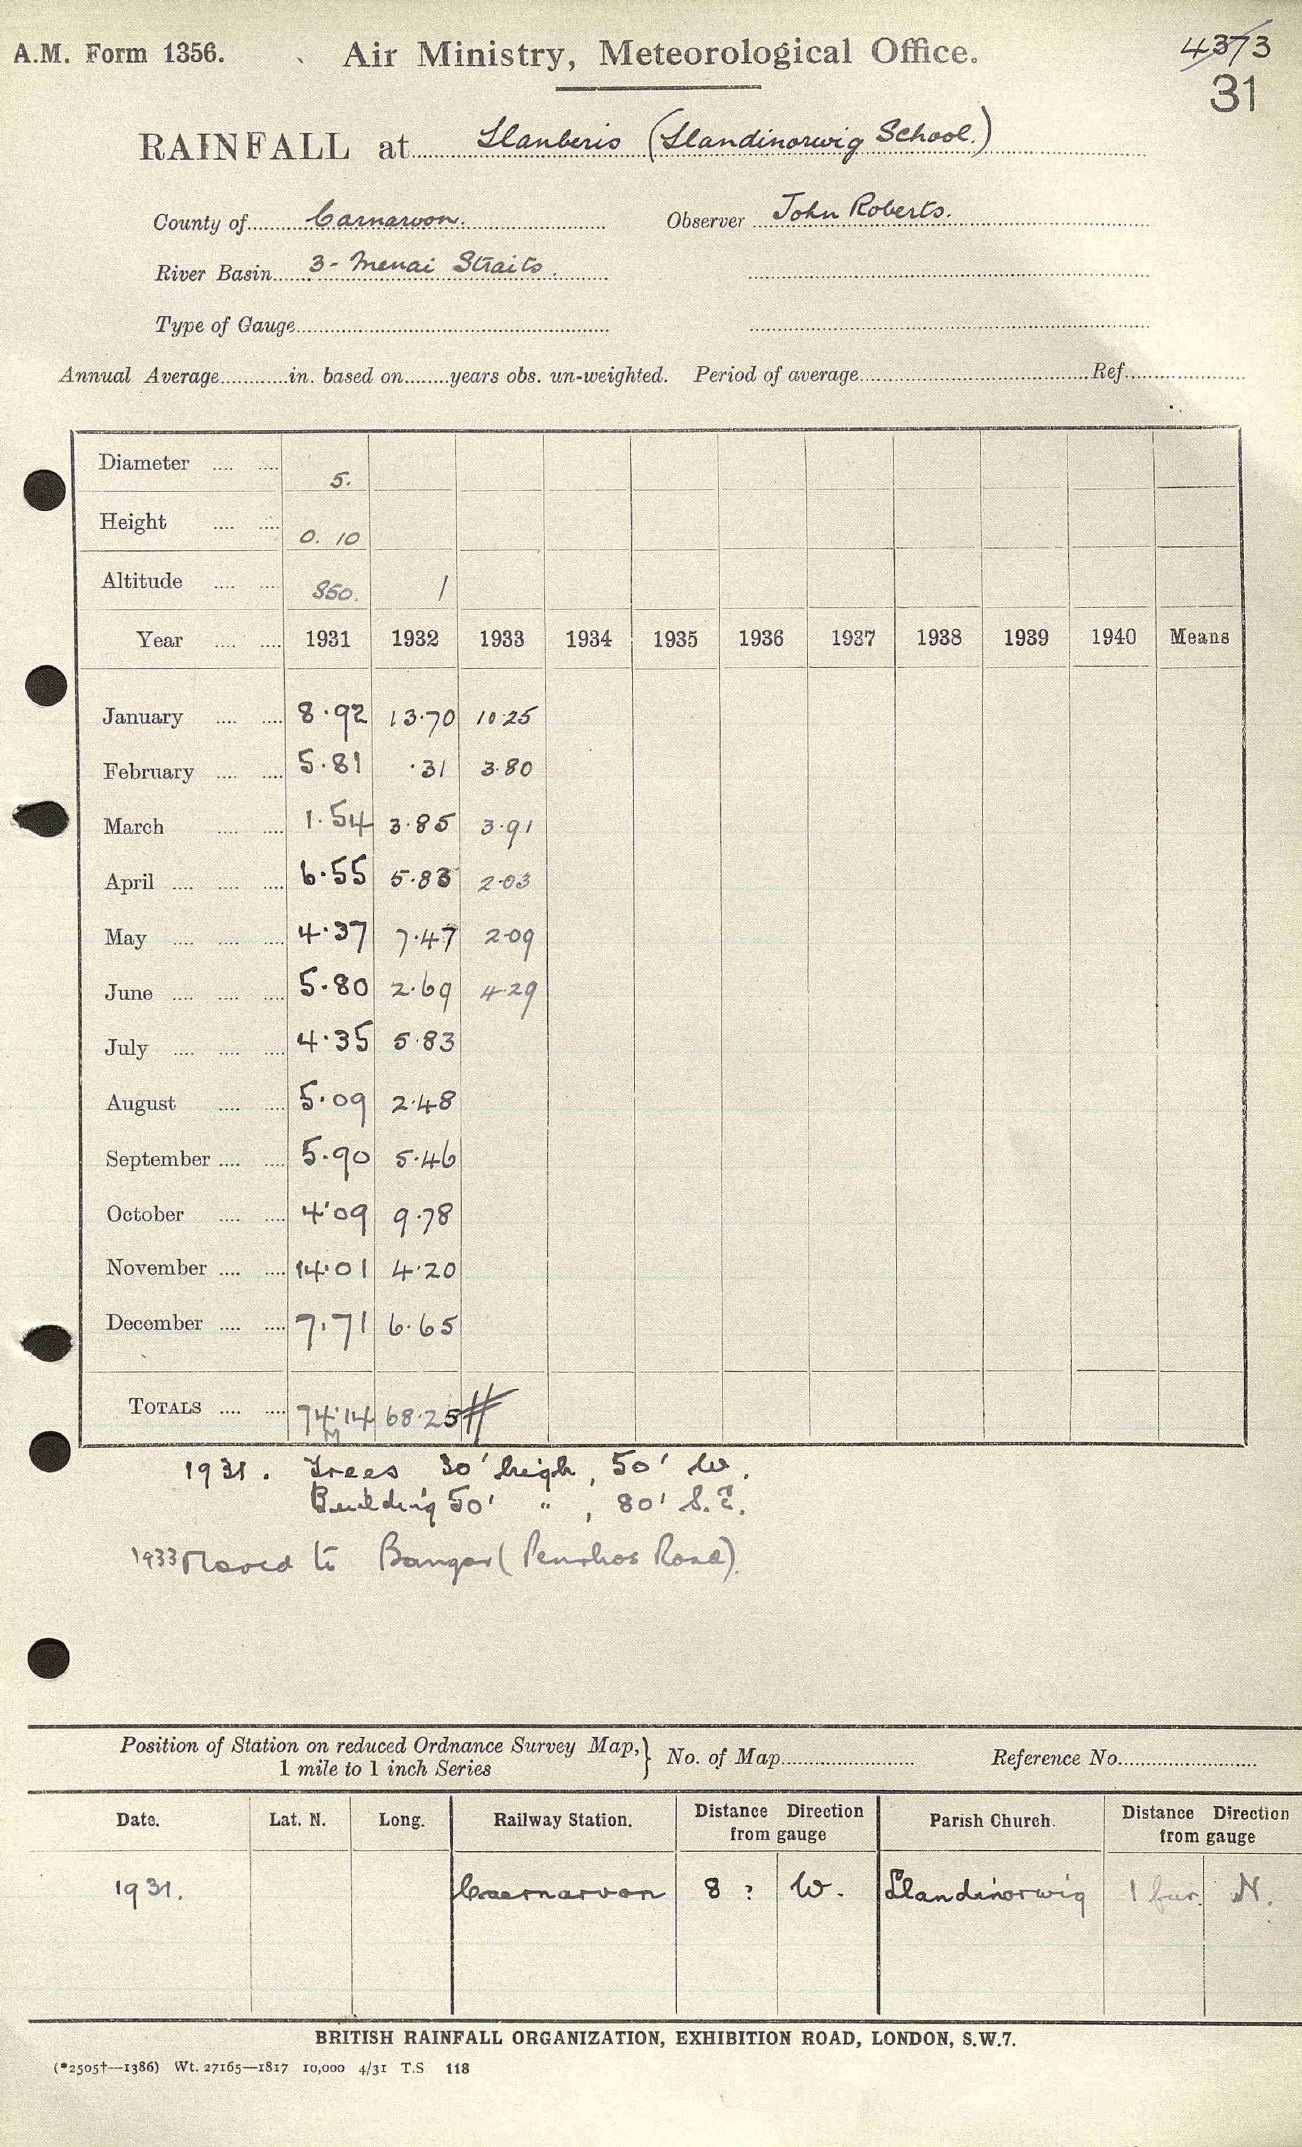 A.M. Form 1356. Air Ministry, Meteorological Office. 4373
31
RAINFALL at Llanberis (Llandinorwig School.)
County of Carnarvon. Observer John Roberts.
River Basin 3 - Menai Straits.
Type of Gauge
Annual Average in. based on years obs. un-weighted. Period of average Ref
Diameter 5.
Height 0. 10
Altitude 850. /
Year 1931 1932 1933 1934 1935 1936 1937 1938 1939 1940 Means
January 8.92 13.70 10.25
February 5.81 .31 3.80
March 1.54 3.85 3.91
April 6.55 5.83 2.03
May 4.37 7.47 2.09
June 5.80 2.69 4.29
July 4.35 5.83
August 5.09 2.48
September 5.90 5.46
October 4.09 9.78
November 14.01 4.20
December 7.71 6.65
TOTALS 74.14 68.25 #
M
1931. Trees 30' high, 50' W.
Building 50' " , 80' S.E.
1933 Moved to Bangor (Penrhos Road).
Position of Station on reduced Ordnance Survey Map, } No. of Map Reference No.
1 mile to 1 inch Series
Date. Lat. N. Long. Railway Station. Distance Direction from gauge Parish Church. Distance Direction from gauge
1931. Caernarvon 8 ? W. Llandinorwig 1 fur. N.
BRITISH RAINFALL ORGANIZATION, EXHIBITION ROAD, LONDON, S.W.7.
(*2505†—1386) Wt. 27165—1817 10,000 4/31 T.S 118